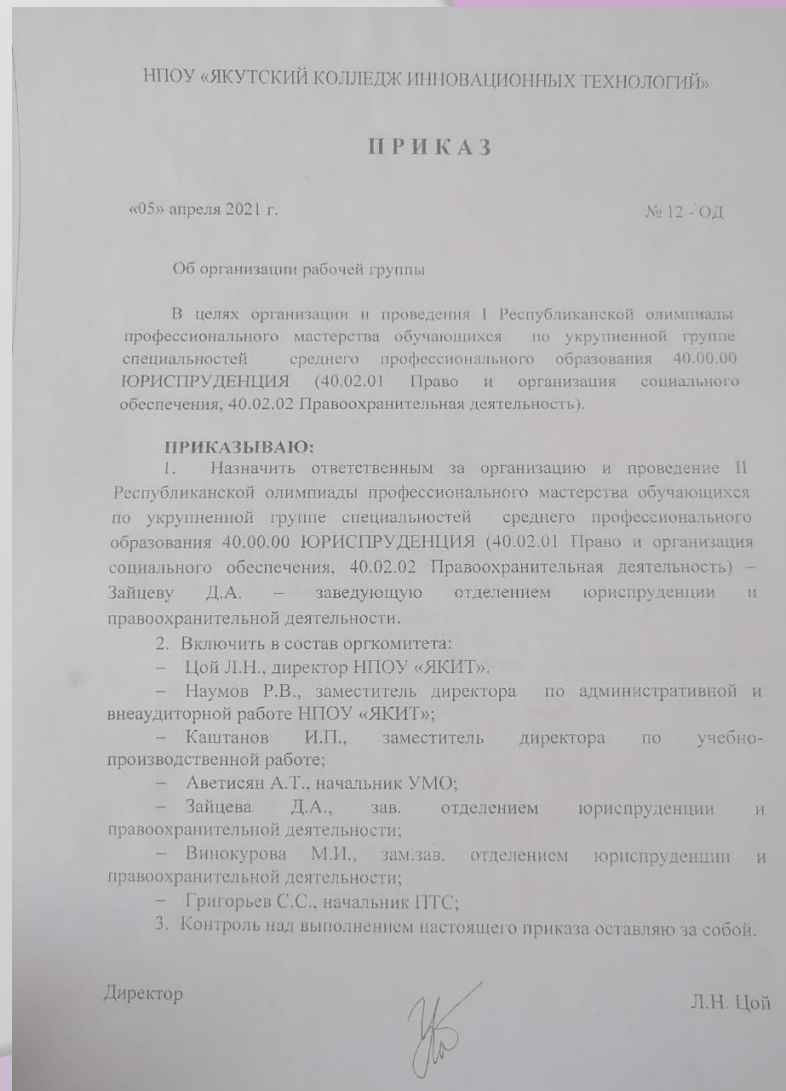 НПОУ «ЯКУТСКИЙ КОЛЛЕДЖ ИННОВАЦИОННЫХ ТЕХНОЛОГИЙ»
П Р И К А З
«05» апреля 2021 г. № 12 - ОД
Об организации рабочей группы
В целях организации и проведения I Республиканской олимпиады
профессионального мастерства обучающихся по укрупненной группе
специальностей среднего профессионального образования 40.00.00
ЮРИСПРУДЕНЦИЯ (40.02.01 Право и организация социального
обеспечения, 40.02.02 Правоохранительная деятельность).
ПРИКАЗЫВАЮ:
1. Назначить ответственным за организацию и проведение II
Республиканской олимпиады профессионального мастерства обучающихся
по укрупненной группе специальностей среднего профессионального
образования 40.00.00 ЮРИСПРУДЕНЦИЯ (40.02.01 Право и организация
социального обеспечения, 40.02.02 Правоохранительная деятельность) –
Зайцеву Д.А. – заведующую отделением юриспруденции и
правоохранительной деятельности.
2. Включить в состав оргкомитета:
– Цой Л.Н., директор НПОУ «ЯКИТ».
– Наумов Р.В., заместитель директора по административной и
внеаудиторной работе НПОУ «ЯКИТ»;
– Каштанов И.П., заместитель директора по учебно-
производственной работе;
– Аветисян А.Т., начальник УМО;
– Зайцева Д.А., зав. отделением юриспруденции и
правоохранительной деятельности;
– Винокурова М.И., зам.зав. отделением юриспруденции и
правоохранительной деятельности;
– Григорьев С.С., начальник ПТС;
3. Контроль над выполнением настоящего приказа оставляю за собой.
Директор Л.Н. Цой